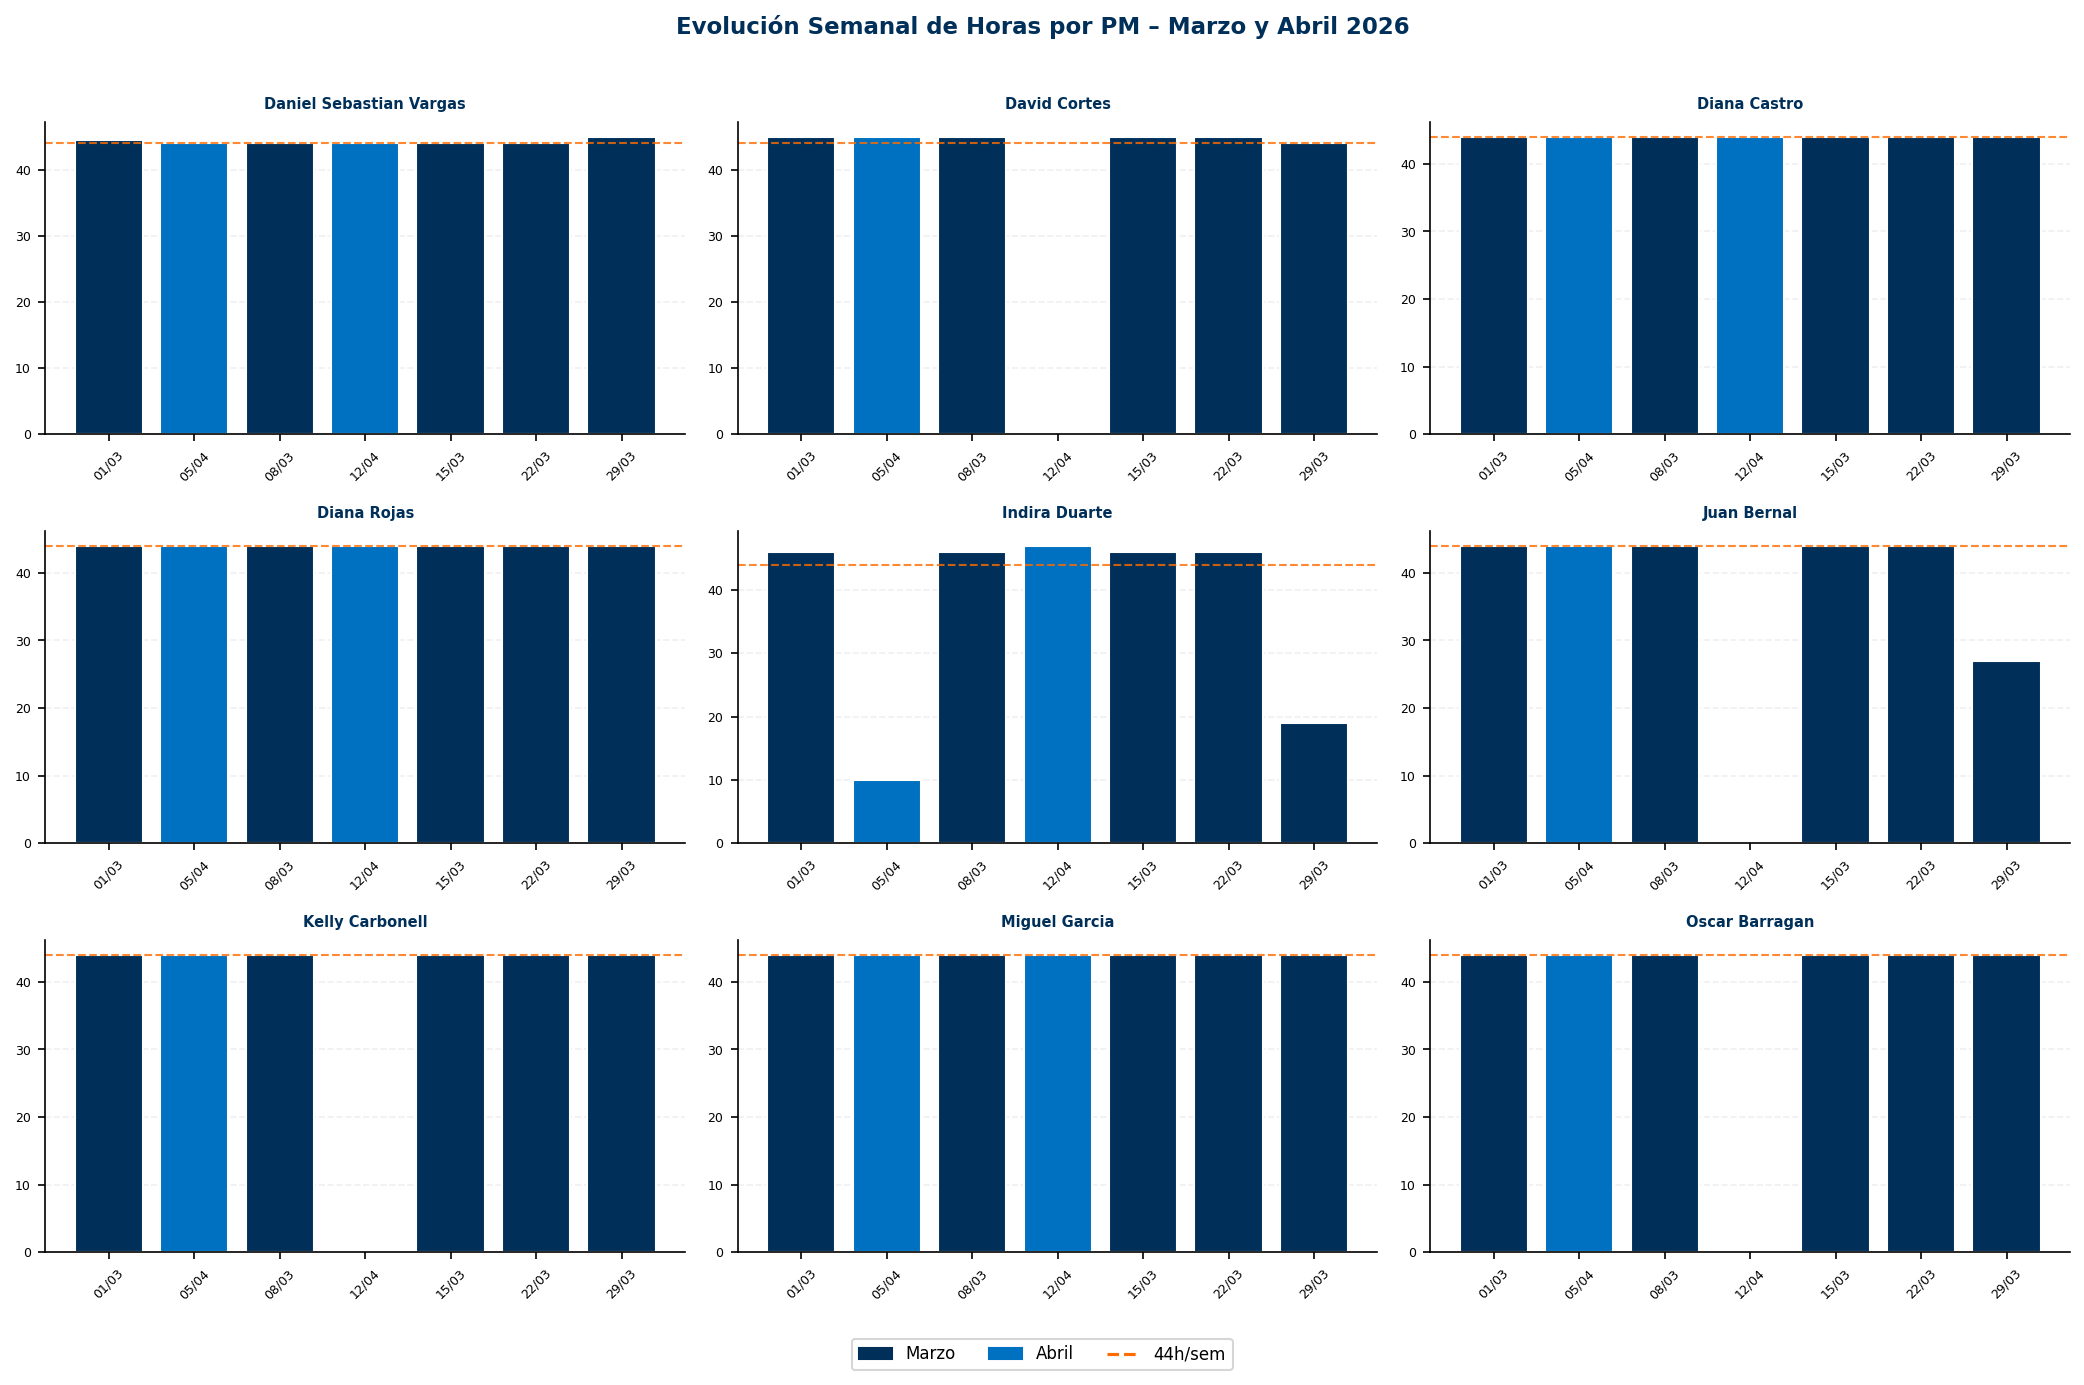 Evolución Semanal de Horas por PM – Marzo y Abril 2026
Daniel Sebastian Vargas
40
30
20
10
0
01/03 05/04 08/03 12/04 15/03 22/03 29/03
David Cortes
40
30
20
10
0
01/03 05/04 08/03 12/04 15/03 22/03 29/03
Diana Castro
40
30
20
10
0
01/03 05/04 08/03 12/04 15/03 22/03 29/03
Diana Rojas
40
30
20
10
0
01/03 05/04 08/03 12/04 15/03 22/03 29/03
Indira Duarte
40
30
20
10
0
01/03 05/04 08/03 12/04 15/03 22/03 29/03
Juan Bernal
40
30
20
10
0
01/03 05/04 08/03 12/04 15/03 22/03 29/03
Kelly Carbonell
40
30
20
10
0
01/03 05/04 08/03 12/04 15/03 22/03 29/03
Miguel Garcia
40
30
20
10
0
01/03 05/04 08/03 12/04 15/03 22/03 29/03
Oscar Barragan
40
30
20
10
0
01/03 05/04 08/03 12/04 15/03 22/03 29/03
Marzo Abril 44h/sem